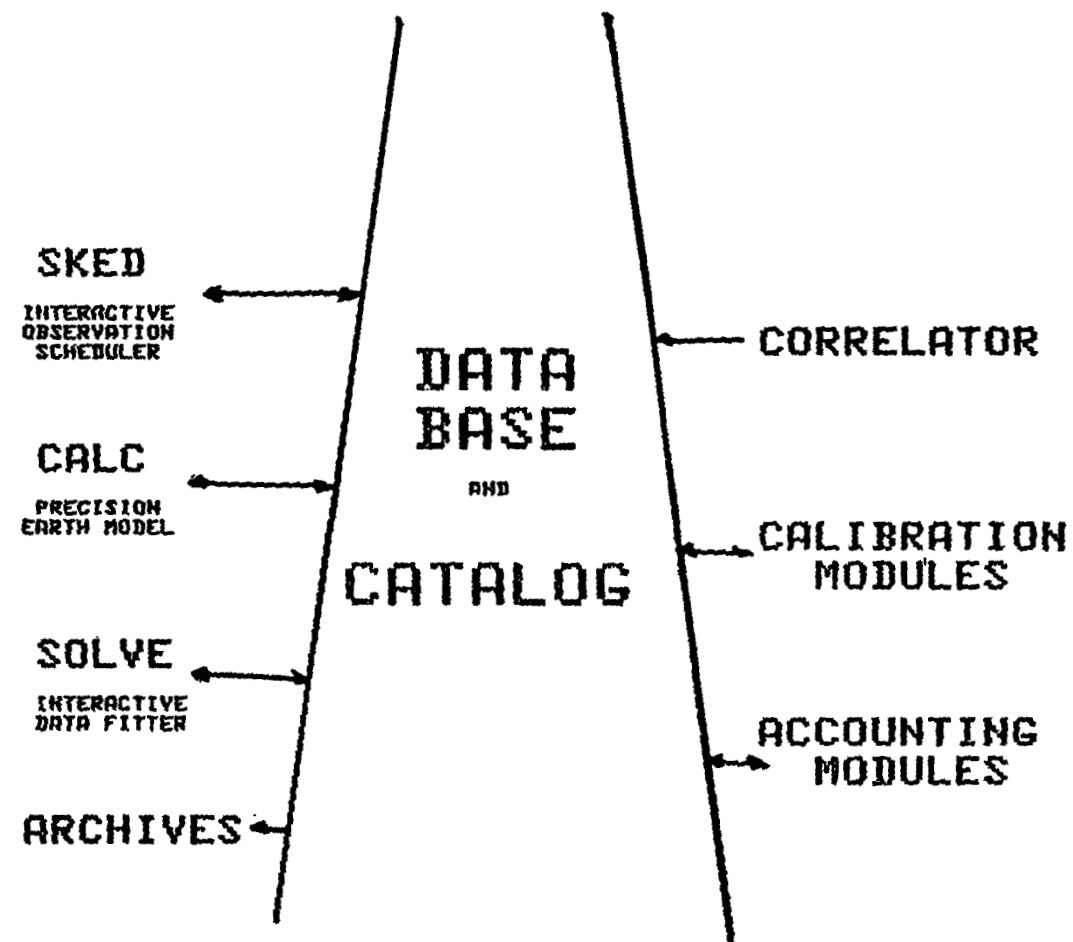 SKED
INTERACTIVE
OBSERVATION
SCHEDULER
CALC
PRECISION
EARTH MODEL
SOLVE
INTERACTIVE
DATA FITTER
ARCHIVES
DATA
BASE
AND
CATALOG
CORRELATOR
CALIBRATION
MODULES
ACCOUNTING
MODULES